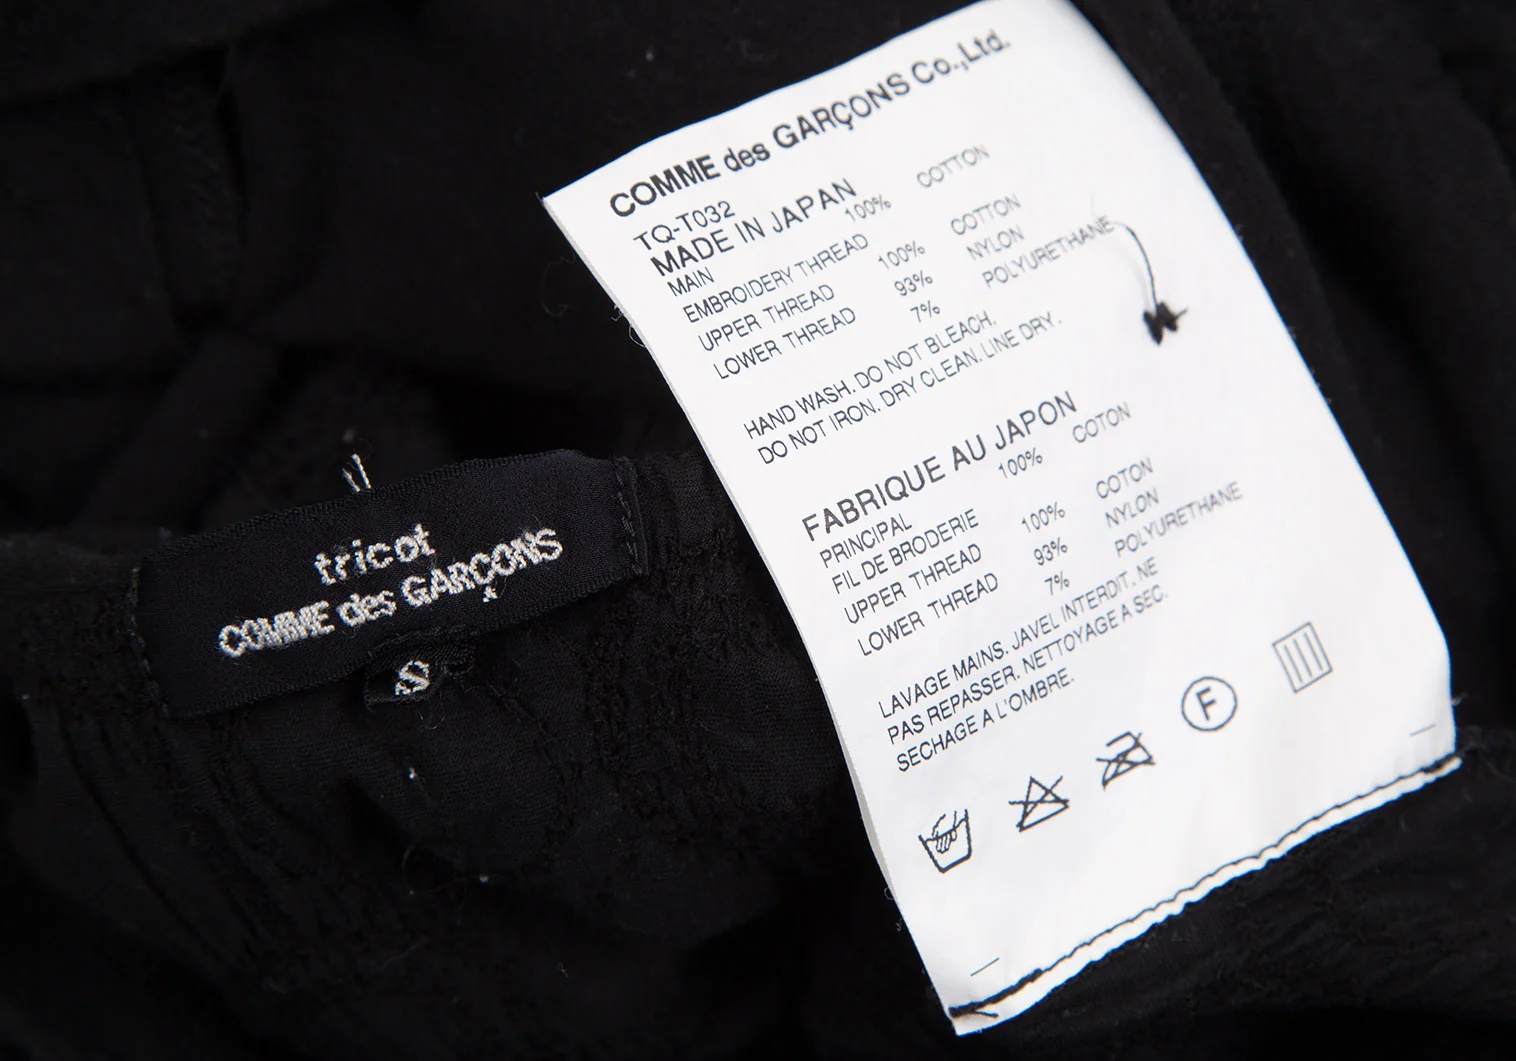 COMME des GARÇONS Co.,Ltd.
TQ-T032
MADE IN JAPAN
MAIN 100% COTTON
EMBROIDERY THREAD
UPPER THREAD 100% COTTON
LOWER THREAD 93% NYLON
7% POLYURETHANE
HAND WASH. DO NOT BLEACH.
DO NOT IRON. DRY CLEAN. LINE DRY.
FABRIQUE AU JAPON
PRINCIPAL 100% COTON
FIL DE BRODERIE
UPPER THREAD 100% COTON
LOWER THREAD 93% NYLON
7% POLYURETHANE
LAVAGE MAINS. JAVEL INTERDIT. NE
PAS REPASSER. NETTOYAGE A SEC.
SECHAGE A L'OMBRE.
F
tricot
COMME des GARÇONS
S